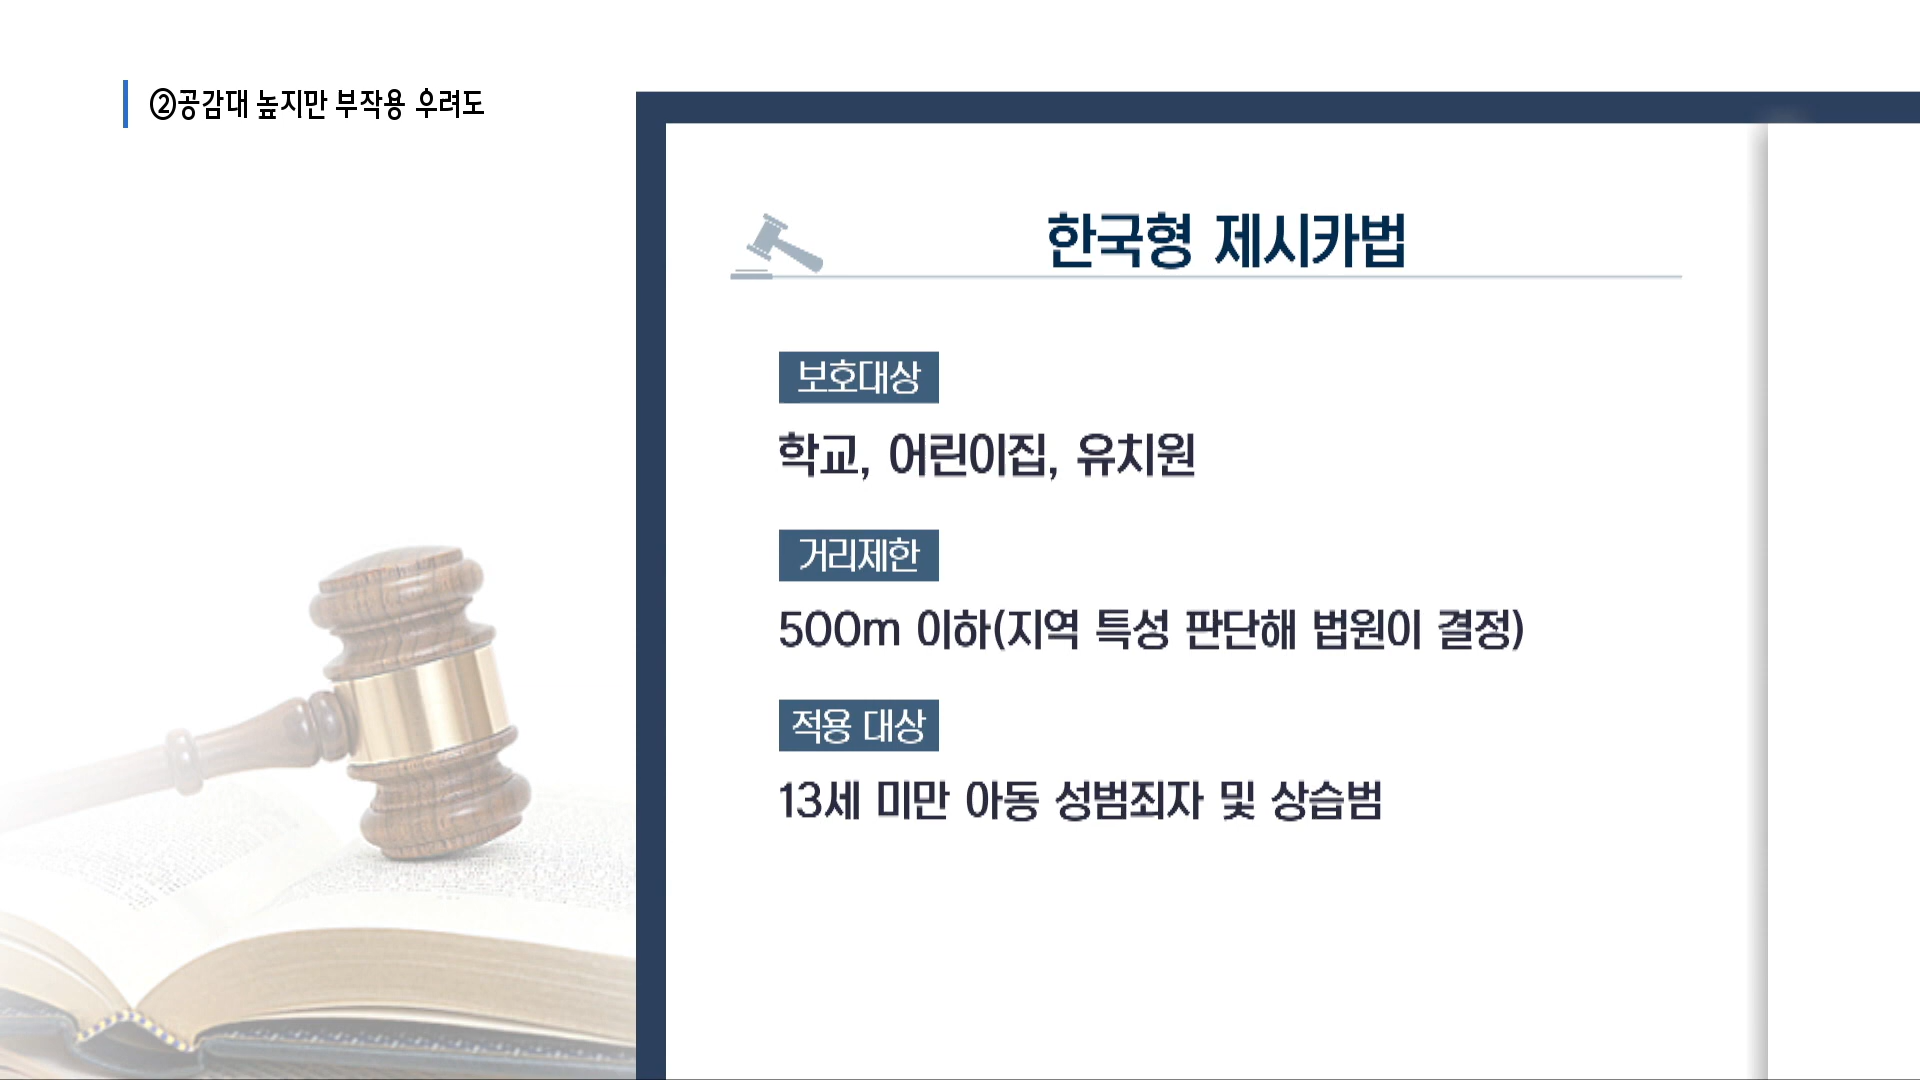 ②공감대 높지만 부작용 우려도
한국형 제시카법
보호대상
학교, 어린이집, 유치원
거리제한
500m 이하(지역 특성 판단해 법원이 결정)
적용 대상
13세 미만 아동 성범죄자 및 상습범